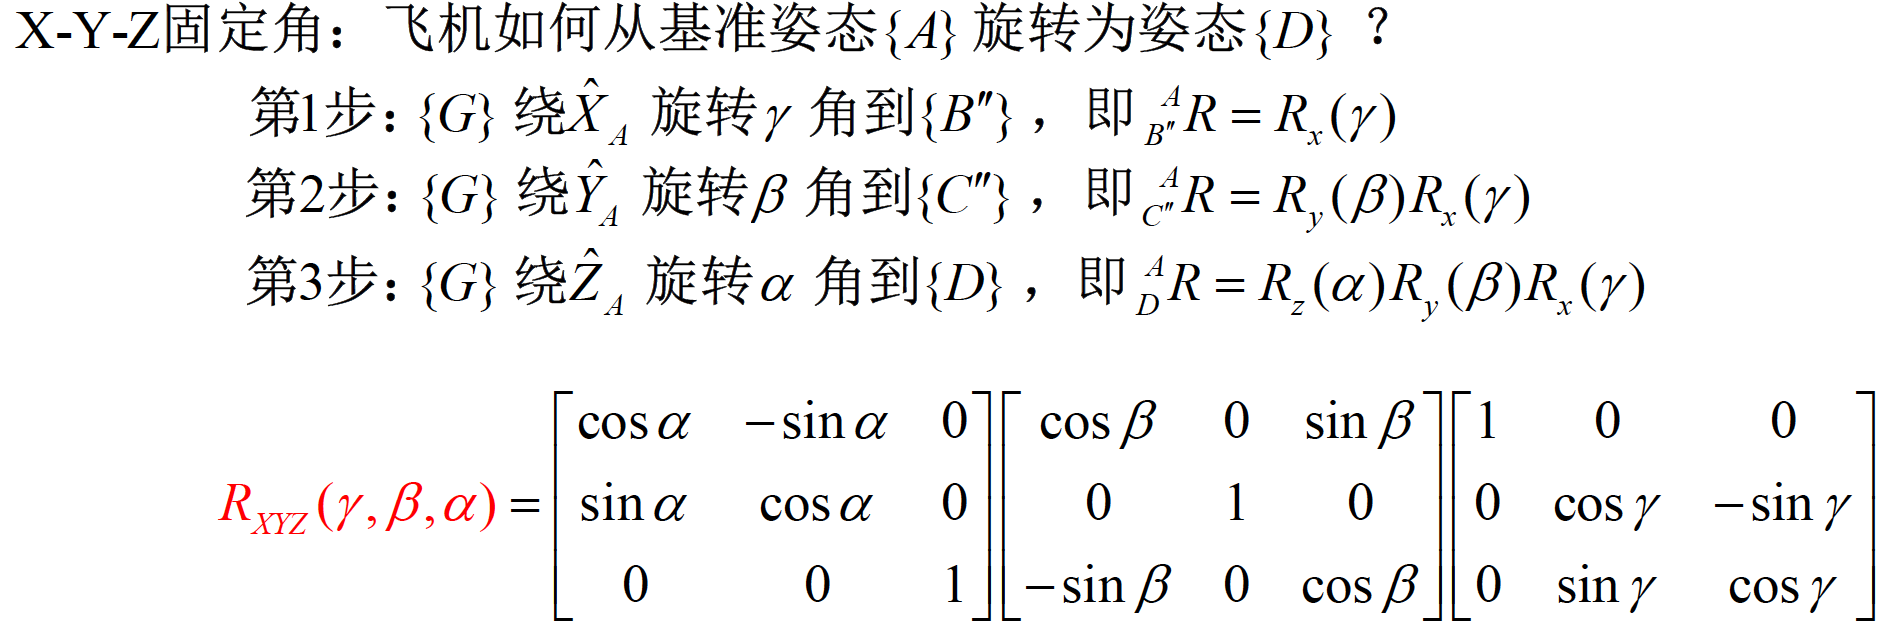 X-Y-Z固定角：飞机如何从基准姿态{A}旋转为姿态{D}？
第1步：{G} 绕X̂_A 旋转γ 角到{B″}，即 ^A_{B″}R = R_x(γ)
第2步：{G} 绕Ŷ_A 旋转β 角到{C″}，即 ^A_{C″}R = R_y(β)R_x(γ)
第3步：{G} 绕Ẑ_A 旋转α 角到{D}，即 ^A_D R = R_z(α)R_y(β)R_x(γ)
R_{XYZ}(γ,β,α) = [cos α −sin α 0; sin α cos α 0; 0 0 1][cos β 0 sin β; 0 1 0; −sin β 0 cos β][1 0 0; 0 cos γ −sin γ; 0 sin γ cos γ]